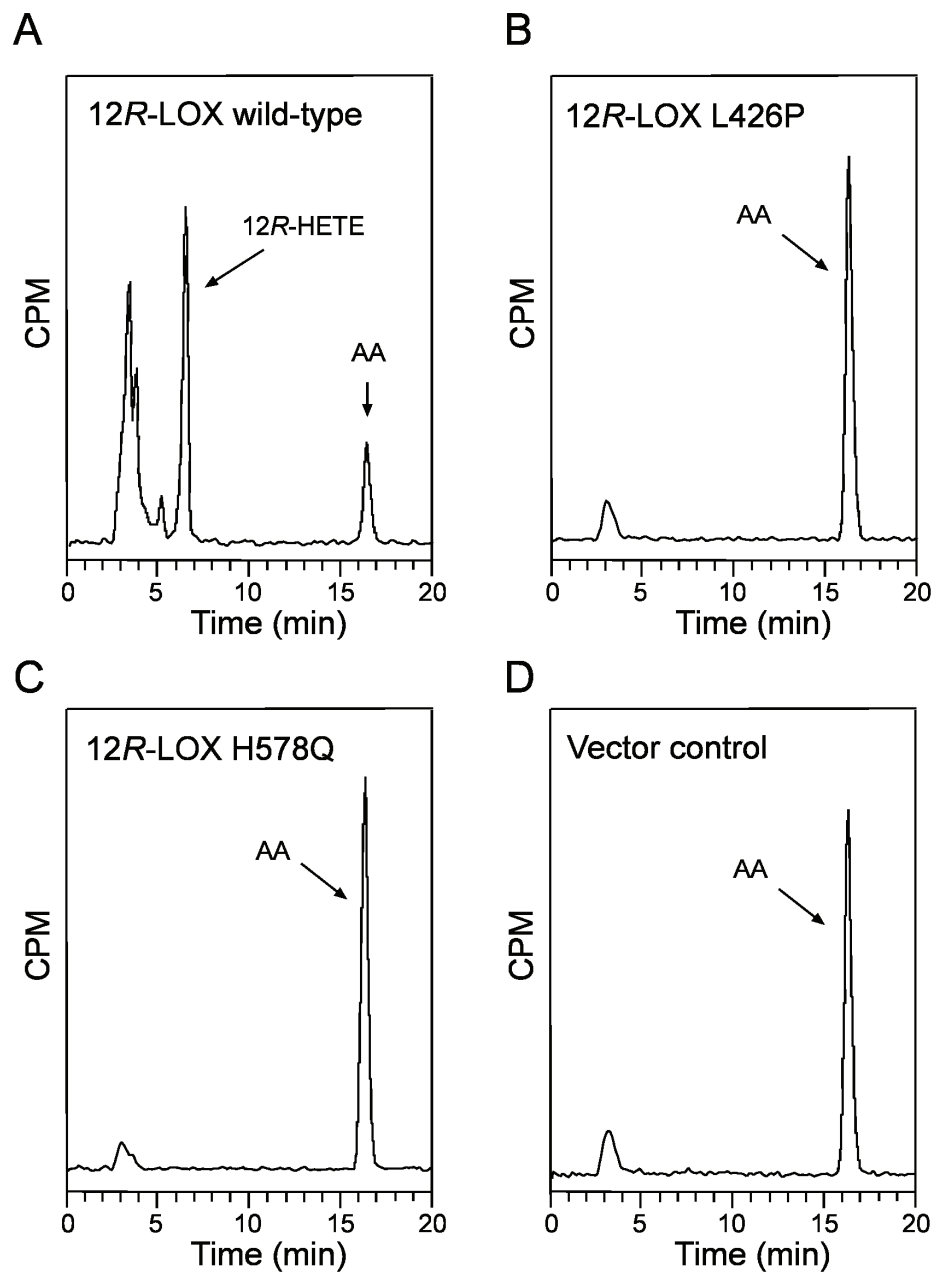 A
12R-LOX wild-type
12R-HETE
AA
CPM
0 5 10 15 20
Time (min)
B
12R-LOX L426P
AA
CPM
0 5 10 15 20
Time (min)
C
12R-LOX H578Q
AA
CPM
0 5 10 15 20
Time (min)
D
Vector control
AA
CPM
0 5 10 15 20
Time (min)